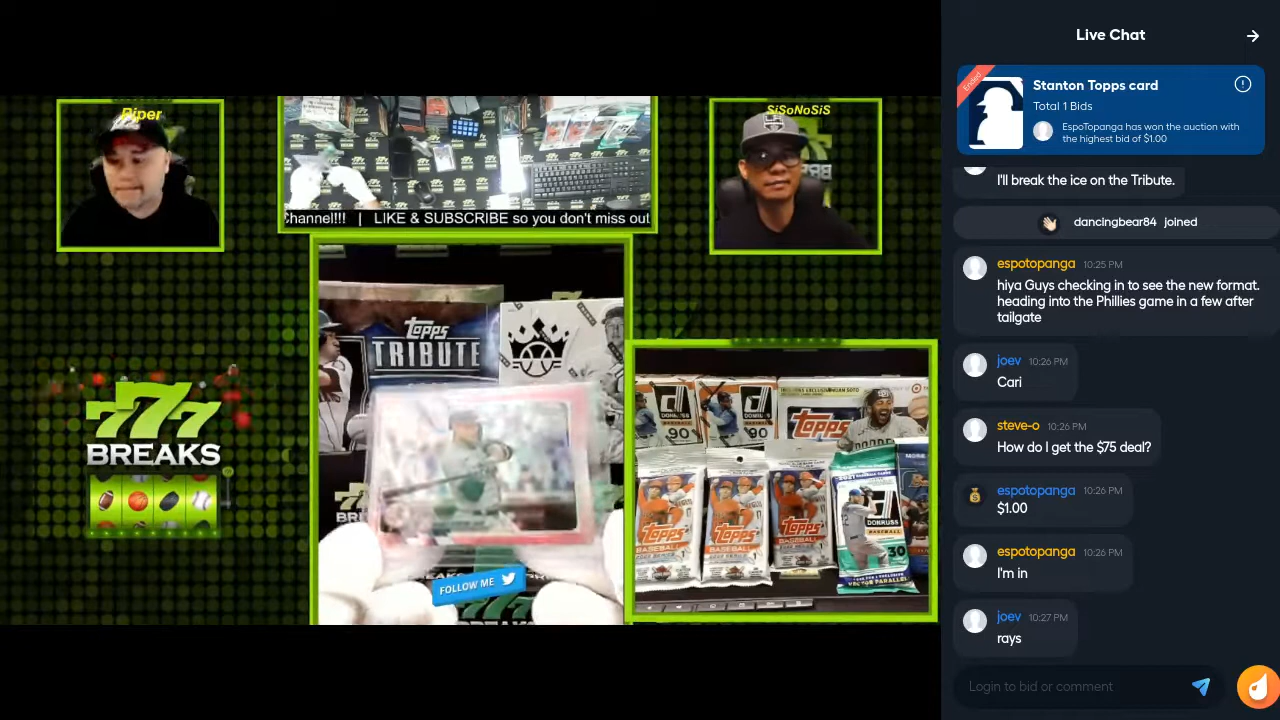 Piper
SiSoNoSiS
Channel!!! | LIKE & SUBSCRIBE so you don't miss out
TOPPS
TRIBUTE
777
BREAKS
FOLLOW ME
DONRUSS
90
DONRUSS
90
TOPPS
TOPPS
BASEBALL
TOPPS
BASEBALL
TOPPS
BASEBALL
DONRUSS
30
Live Chat
Ended
Stanton Topps card
Total 1 Bids
EspoTopanga has won the auction with
the highest bid of $1.00
I'll break the ice on the Tribute.
dancingbear84 joined
espotopanga 10:25 PM
hiya Guys checking in to see the new format.
heading into the Phillies game in a few after
tailgate
joev 10:26 PM
Cari
steve-o 10:26 PM
How do I get the $75 deal?
espotopanga 10:26 PM
$1.00
espotopanga 10:26 PM
I'm in
joev 10:27 PM
rays
Login to bid or comment